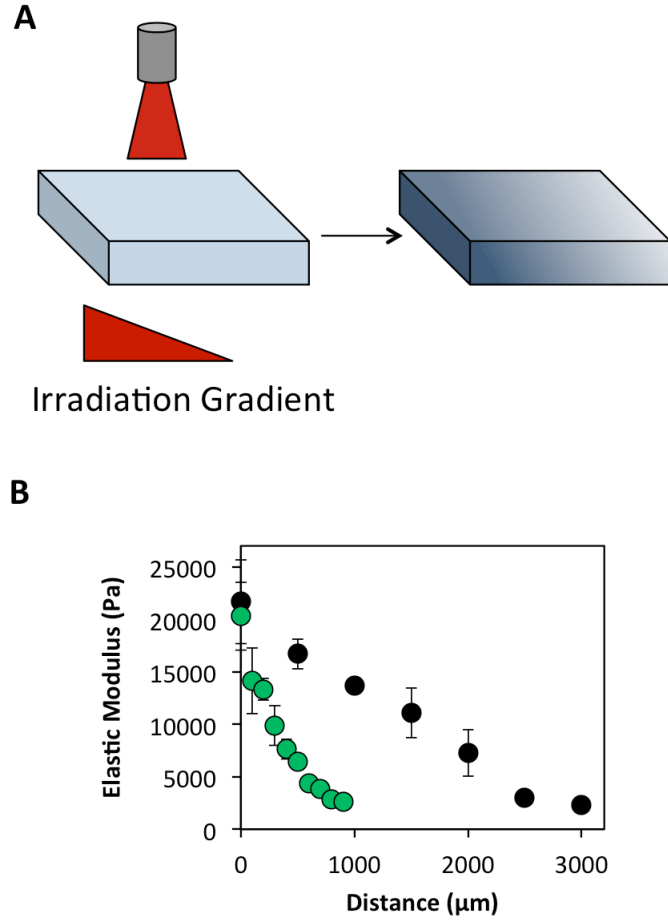 A
Irradiation Gradient
B
Elastic Modulus (Pa)
25000
20000
15000
10000
5000
0
0 1000 2000 3000
Distance (µm)